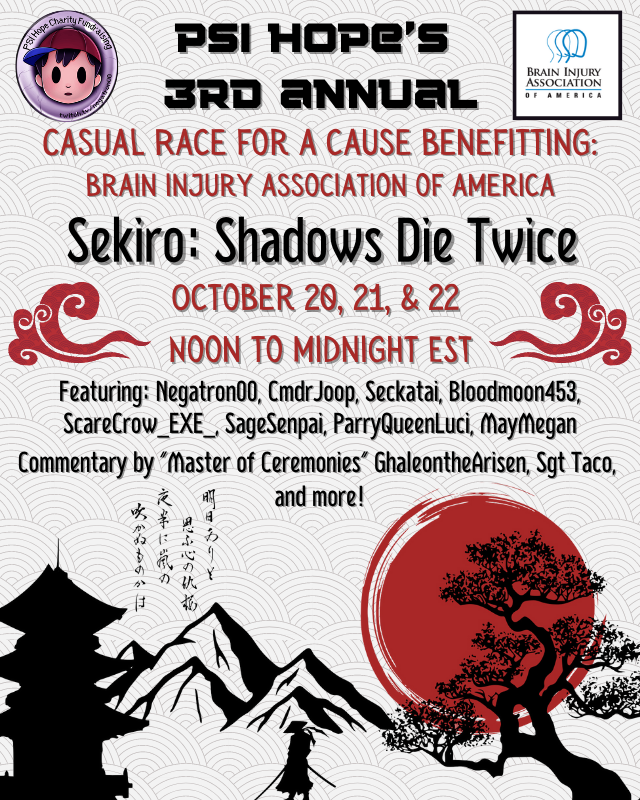 PSI Hope Charity Fundraising
twitch.tv/negatron00
PSI HOPE'S
3RD ANNUAL
BRAIN INJURY
ASSOCIATION
OF AMERICA
CASUAL RACE FOR A CAUSE BENEFITTING:
BRAIN INJURY ASSOCIATION OF AMERICA
Sekiro: Shadows Die Twice
OCTOBER 20, 21, & 22
NOON TO MIDNIGHT EST
Featuring: Negatron00, CmdrJoop, Seckatai, Bloodmoon453,
ScareCrow_EXE_, SageSenpai, ParryQueenLuci, MayMegan
Commentary by "Master of Ceremonies" GhaleontheArisen, Sgt Taco,
and more!
明日ありと
思ふ心の仇桜
夜半に嵐の
吹かぬものかは